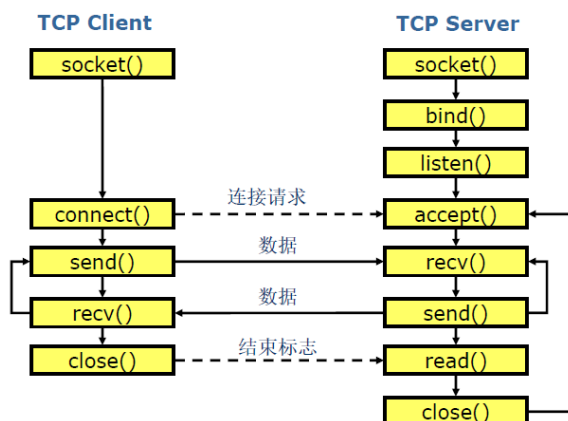 TCP Client
TCP Server
socket()
socket()
bind()
listen()
连接请求
connect()
accept()
数据
send()
recv()
数据
recv()
send()
结束标志
close()
read()
close()